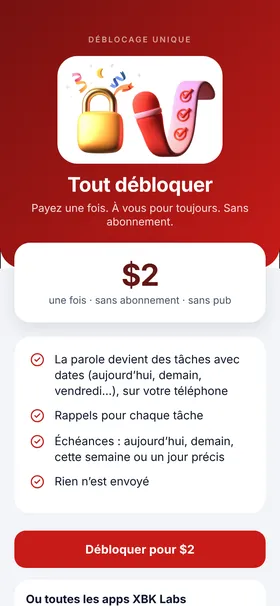 DÉBLOCAGE UNIQUE
Tout débloquer
Payez une fois. À vous pour toujours. Sans
abonnement.
$2
une fois · sans abonnement · sans pub
La parole devient des tâches avec
dates (aujourd’hui, demain,
vendredi…), sur votre téléphone
Rappels pour chaque tâche
Échéances : aujourd’hui, demain,
cette semaine ou un jour précis
Rien n’est envoyé
Débloquer pour $2
Ou toutes les apps XBK Labs